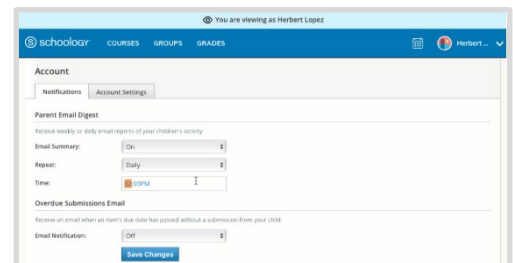 You are viewing as Herbert Lopez
schoology COURSES GROUPS GRADES Herbert...
Account
Notifications Account Settings
Parent Email Digest
Receive weekly or daily email reports of your children's activity
Email Summary: On
Repeat: Daily
Time: :00PM
Overdue Submissions Email
Receive an email when an item's due date has passed without a submission from your child.
Email Notification: Off
Save Changes